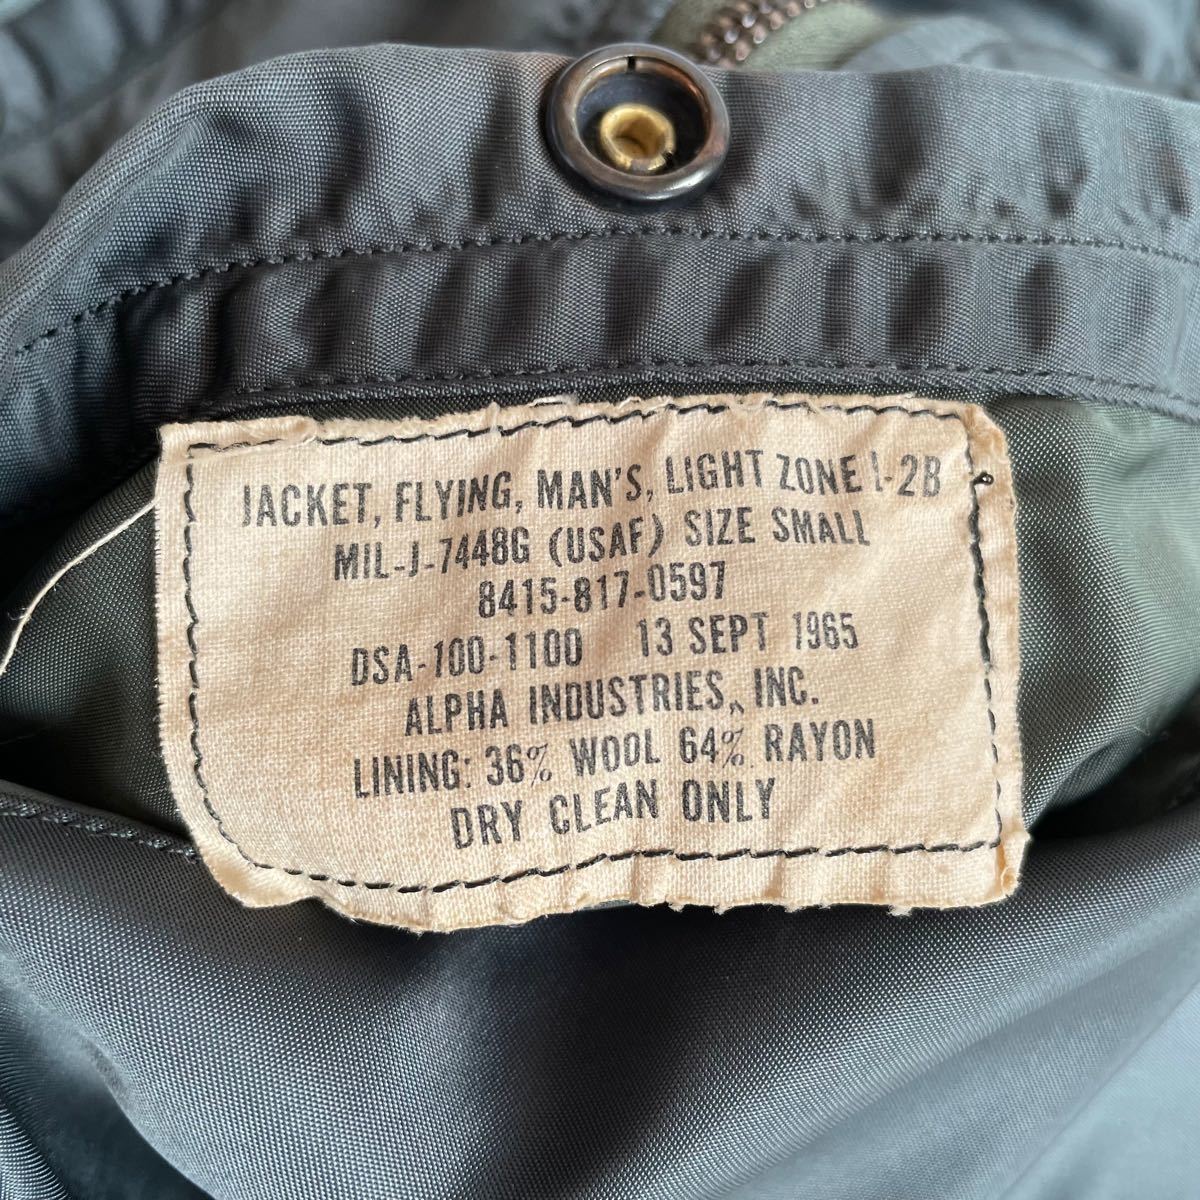 JACKET, FLYING, MAN'S, LIGHT ZONE L-2B
MIL-J-7448G (USAF) SIZE SMALL
8415-817-0597
DSA-100-1100 13 SEPT 1965
ALPHA INDUSTRIES, INC.
LINING: 36% WOOL 64% RAYON
DRY CLEAN ONLY